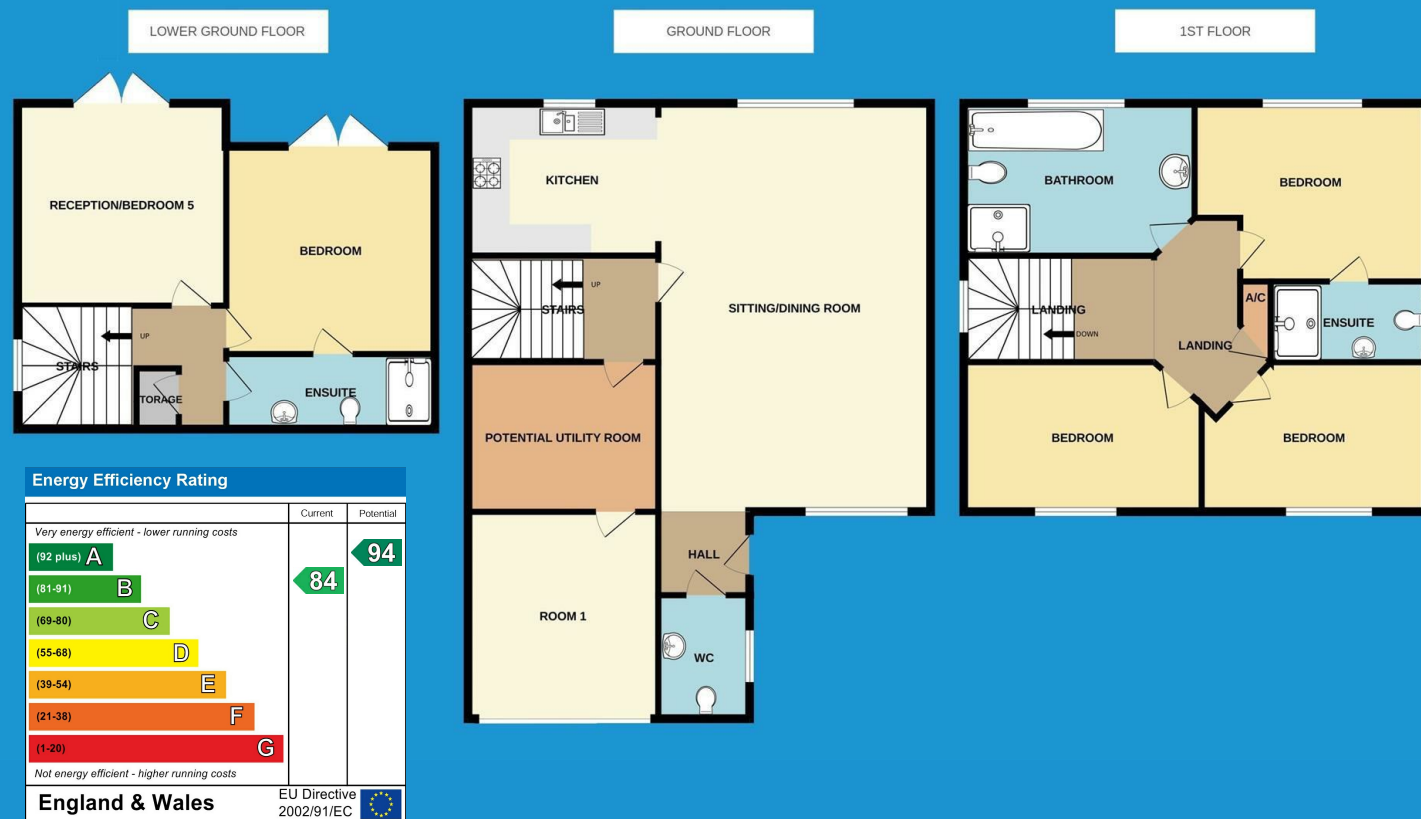 LOWER GROUND FLOOR
RECEPTION/BEDROOM 5
BEDROOM
UP
STAIRS
TORAGE
ENSUITE
GROUND FLOOR
KITCHEN
UP
STAIRS
SITTING/DINING ROOM
POTENTIAL UTILITY ROOM
HALL
ROOM 1
WC
1ST FLOOR
BATHROOM
BEDROOM
A/C
LANDING
ENSUITE
DOWN
LANDING
BEDROOM
BEDROOM
Energy Efficiency Rating
Current Potential
Very energy efficient - lower running costs
(92 plus) A 94
(81-91) B 84
(69-80) C
(55-68) D
(39-54) E
(21-38) F
(1-20) G
Not energy efficient - higher running costs
England & Wales
EU Directive
2002/91/EC